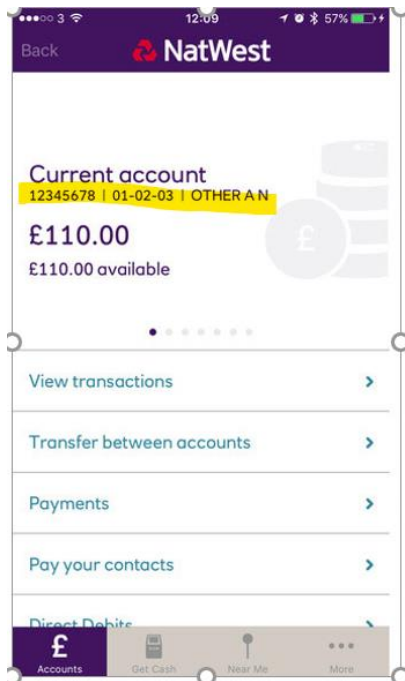 3 12:09 57%
Back NatWest
Current account
12345678 | 01-02-03 | OTHER A N
£110.00
£110.00 available
£
View transactions
Transfer between accounts
Payments
Pay your contacts
Direct Debits
£
Accounts Get Cash Near Me More